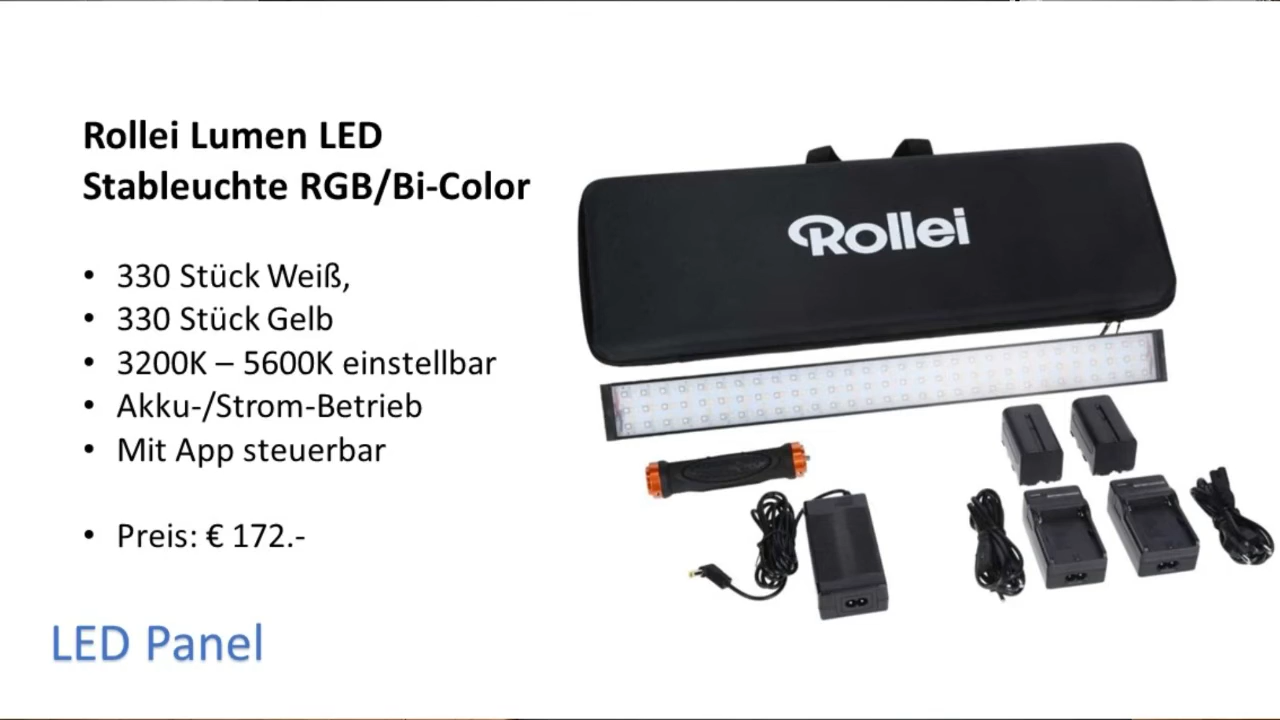 Rollei Lumen LED
Stableuchte RGB/Bi-Color
• 330 Stück Weiß,
• 330 Stück Gelb
• 3200K – 5600K einstellbar
• Akku-/Strom-Betrieb
• Mit App steuerbar
• Preis: € 172.-
LED Panel
Rollei